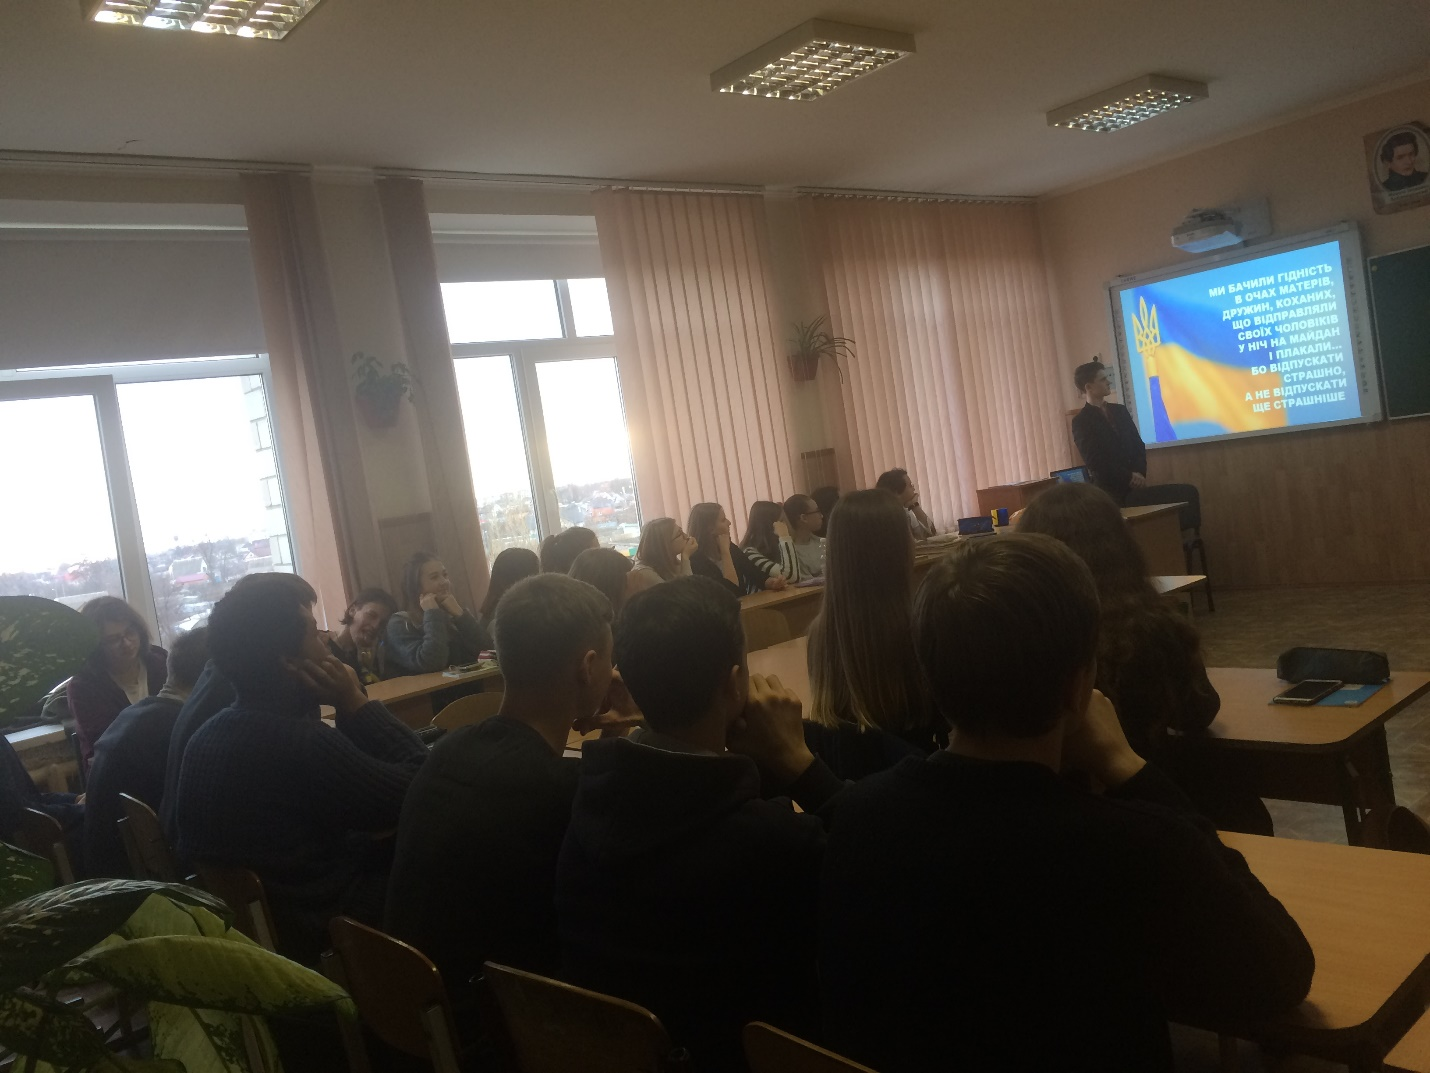 МИ БАЧИЛИ ГІДНІСТЬ
В ОЧАХ МАТЕРІВ,
ДРУЖИН, КОХАНИХ,
ЩО ВІДПРАВЛЯЛИ
СВОЇХ ЧОЛОВІКІВ
У НІЧ НА МАЙДАН
І ПЛАКАЛИ...
БО ВІДПУСКАТИ
СТРАШНО,
А НЕ ВІДПУСКАТИ
ЩЕ СТРАШНІШЕ